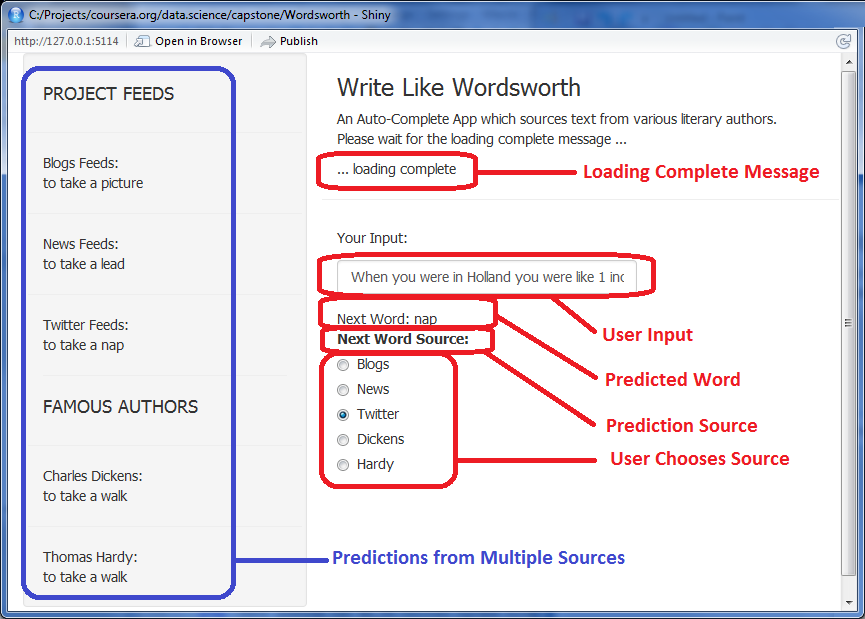 C:/Projects/coursera.org/data.science/capstone/Wordsworth - Shiny
http://127.0.0.1:5114 Open in Browser Publish
PROJECT FEEDS
Blogs Feeds:
to take a picture
News Feeds:
to take a lead
Twitter Feeds:
to take a nap
FAMOUS AUTHORS
Charles Dickens:
to take a walk
Thomas Hardy:
to take a walk
Write Like Wordsworth
An Auto-Complete App which sources text from various literary authors.
Please wait for the loading complete message ...
... loading complete
Loading Complete Message
Your Input:
When you were in Holland you were like 1 inc
User Input
Next Word: nap
Predicted Word
Next Word Source:
Prediction Source
Blogs
News
Twitter
Dickens
Hardy
User Chooses Source
Predictions from Multiple Sources